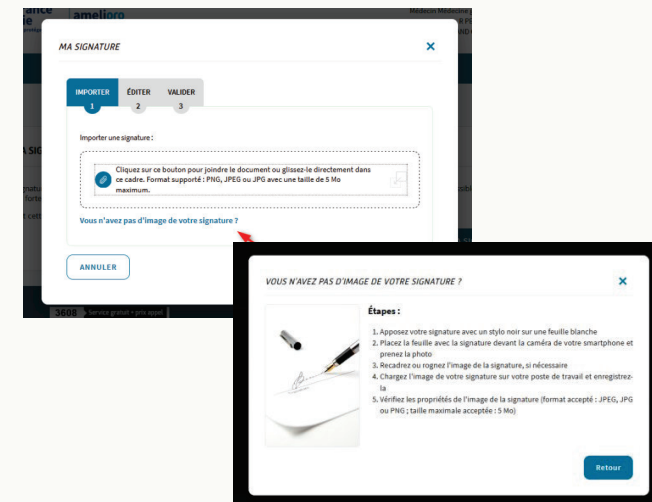 rance
ie
amelipro
MA SIGNATURE
IMPORTER
1
ÉDITER
2
VALIDER
3
Importer une signature :
Cliquez sur ce bouton pour joindre le document ou glissez-le directement dans
ce cadre. Format supporté : PNG, JPEG ou JPG avec une taille de 5 Mo
maximum.
Vous n'avez pas d'image de votre signature ?
ANNULER
3608 Service gratuit + prix appel
VOUS N'AVEZ PAS D'IMAGE DE VOTRE SIGNATURE ?
Étapes :
1. Apposez votre signature avec un stylo noir sur une feuille blanche
2. Placez la feuille avec la signature devant la caméra de votre smartphone et
prenez la photo
3. Recadrez ou rognez l'image de la signature, si nécessaire
4. Chargez l'image de votre signature sur votre poste de travail et enregistrez-
la
5. Vérifiez les propriétés de l'image de la signature (format accepté : JPEG, JPG
ou PNG ; taille maximale acceptée : 5 Mo)
Retour